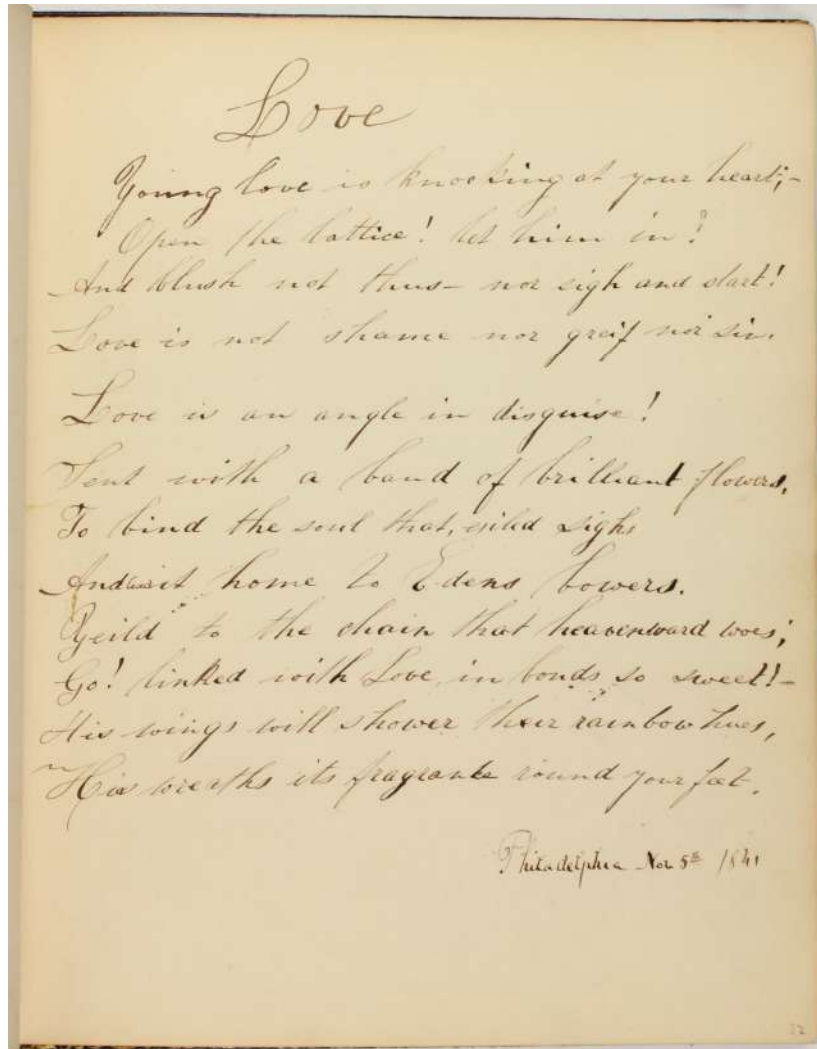 Love
Young love is knocking at your heart;–
Open the lattice! let him in!
And blush not thus– nor sigh and start!
Love is not shame nor greif nor sin.
Love is an angle in disguise!
Sent with a band of brilliant flowers,
To bind the soul that, exiled sighs
And it home to Edens bowers.
Yeild to the chain that heavenward woes;
Go! linked with Love, in bonds so sweet!–
His wings will shower their rainbow hues,
His wreaths its fragrance round your feet.
Philadelphia Nov 5th 1841
32